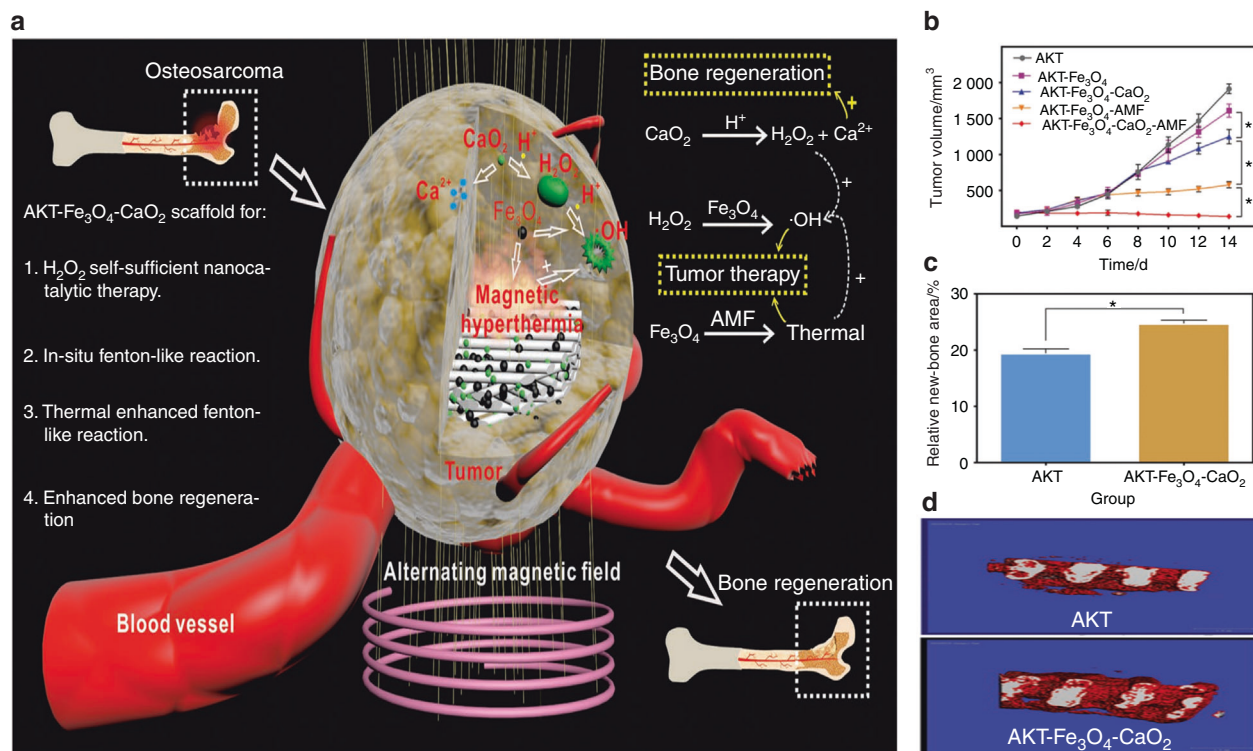 a
Osteosarcoma
AKT-Fe₃O₄-CaO₂ scaffold for:
1. H₂O₂ self-sufficient nanoca-
talytic therapy.
2. In-situ fenton-like reaction.
3. Thermal enhanced fenton-
like reaction.
4. Enhanced bone regenera-
tion
CaO₂
H⁺
H₂O₂
Ca²⁺
H⁺
Fe₃O₄
·OH
+
Magnetic
hyperthermia
Tumor
Blood vessel
Alternating magnetic field
Bone regeneration
Bone regeneration
+
CaO₂ H⁺ H₂O₂ + Ca²⁺
+
H₂O₂ Fe₃O₄ ·OH
Tumor therapy
+
Fe₃O₄ AMF Thermal
b
AKT
AKT-Fe₃O₄
AKT-Fe₃O₄-CaO₂
AKT-Fe₃O₄-AMF
AKT-Fe₃O₄-CaO₂-AMF
Tumor volume/mm³
2 000
1 500
1 000
500
*
*
*
0 2 4 6 8 10 12 14
Time/d
c
Relative new-bone area/%
30
20
10
0
*
AKT AKT-Fe₃O₄-CaO₂
Group
d
AKT
AKT-Fe₃O₄-CaO₂